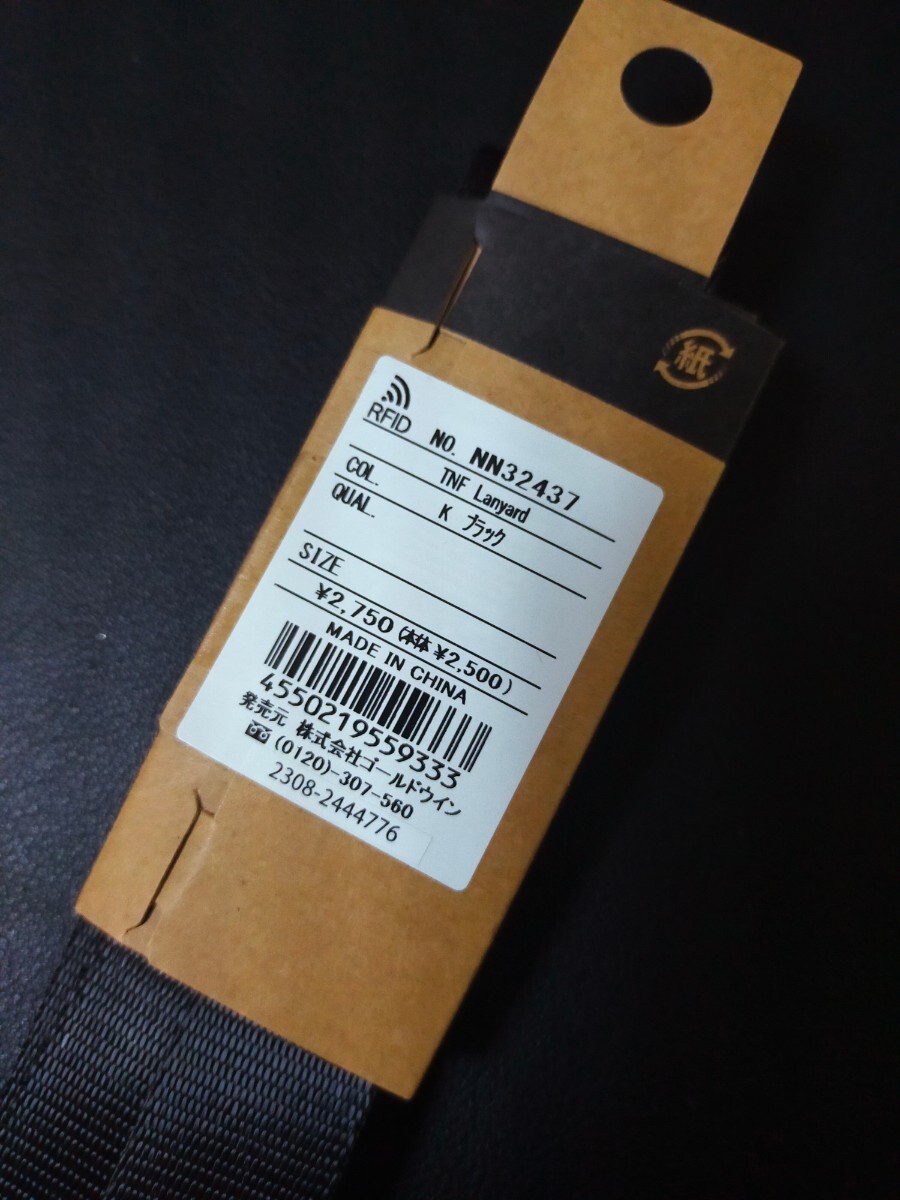 紙
RFID
NO. NN32437
TNF Lanyard
COL. K ブラック
QUAL.
SIZE
¥2,750(本体¥2,500)
MADE IN CHINA
4550219559333
発売元 株式会社ゴールドウイン
(0120)-307-560
2308-2444776